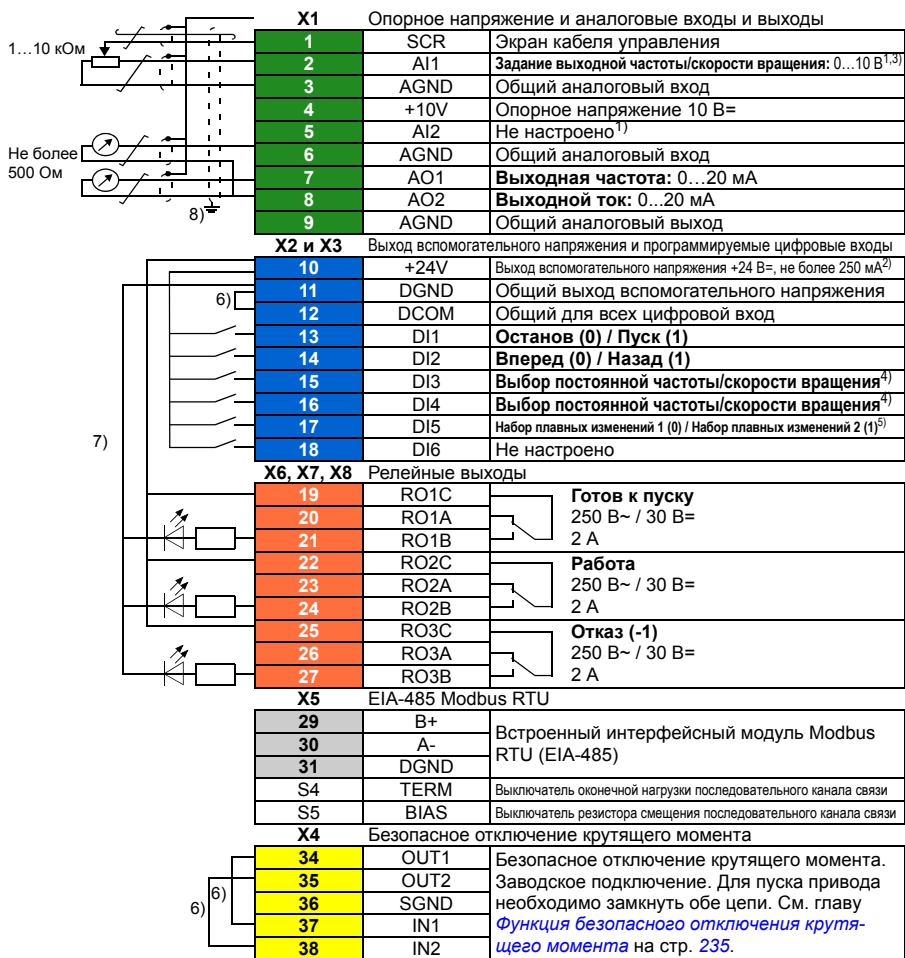 X1 Опорное напряжение и аналоговые входы и выходы
1…10 кОм
1 SCR Экран кабеля управления
2 AI1 Задание выходной частоты/скорости вращения: 0…10 В1,3)
3 AGND Общий аналоговый вход
4 +10V Опорное напряжение 10 В=
5 AI2 Не настроено1)
Не более
500 Ом
6 AGND Общий аналоговый вход
7 AO1 Выходная частота: 0…20 мА
8 AO2 Выходной ток: 0...20 мА
8)
9 AGND Общий аналоговый выход
X2 и X3 Выход вспомогательного напряжения и программируемые цифровые входы
10 +24V Выход вспомогательного напряжения +24 В=, не более 250 мА2)
6)
11 DGND Общий выход вспомогательного напряжения
12 DCOM Общий для всех цифровой вход
13 DI1 Останов (0) / Пуск (1)
14 DI2 Вперед (0) / Назад (1)
15 DI3 Выбор постоянной частоты/скорости вращения4)
16 DI4 Выбор постоянной частоты/скорости вращения4)
17 DI5 Набор плавных изменений 1 (0) / Набор плавных изменений 2 (1)5)
7)
18 DI6 Не настроено
X6, X7, X8 Релейные выходы
19 RO1C Готов к пуску
20 RO1A 250 В~ / 30 В=
21 RO1B 2 А
22 RO2C Работа
23 RO2A 250 В~ / 30 В=
24 RO2B 2 А
25 RO3C Отказ (-1)
26 RO3A 250 В~ / 30 В=
27 RO3B 2 А
X5 EIA-485 Modbus RTU
29 B+
30 A-
31 DGND
Встроенный интерфейсный модуль Modbus
RTU (EIA-485)
S4 TERM Выключатель оконечной нагрузки последовательного канала связи
S5 BIAS Выключатель резистора смещения последовательного канала связи
X4 Безопасное отключение крутящего момента
34 OUT1 Безопасное отключение крутящего момента.
35 OUT2 Заводское подключение. Для пуска привода
6) 6)
36 SGND необходимо замкнуть обе цепи. См. главу
37 IN1 Функция безопасного отключения крутя-
38 IN2 щего момента на стр. 235.